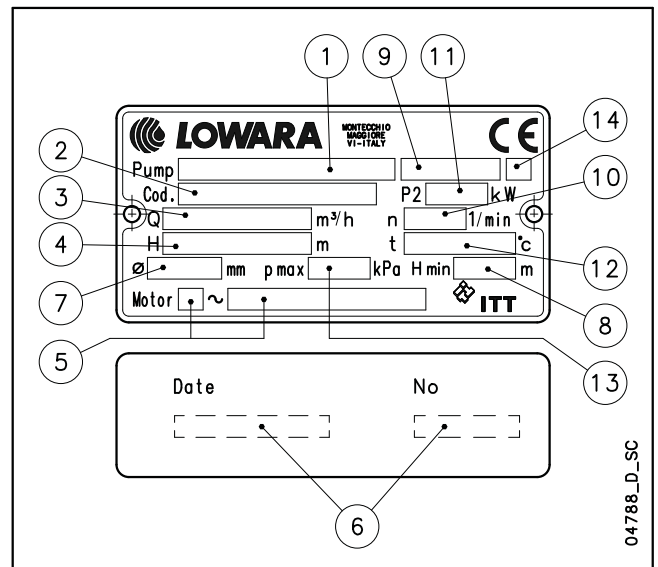 1 9 11
LOWARA MONTECCHIO MAGGIORE VI-ITALY CE
14
2
Pump
Cod. P2 kW
10
3
Q m³/h n 1/min
4
H m t °c
12
ø mm p max kPa H min m
7
8
Motor ~ ITT
5
13
Date No
6
04788_D_SC